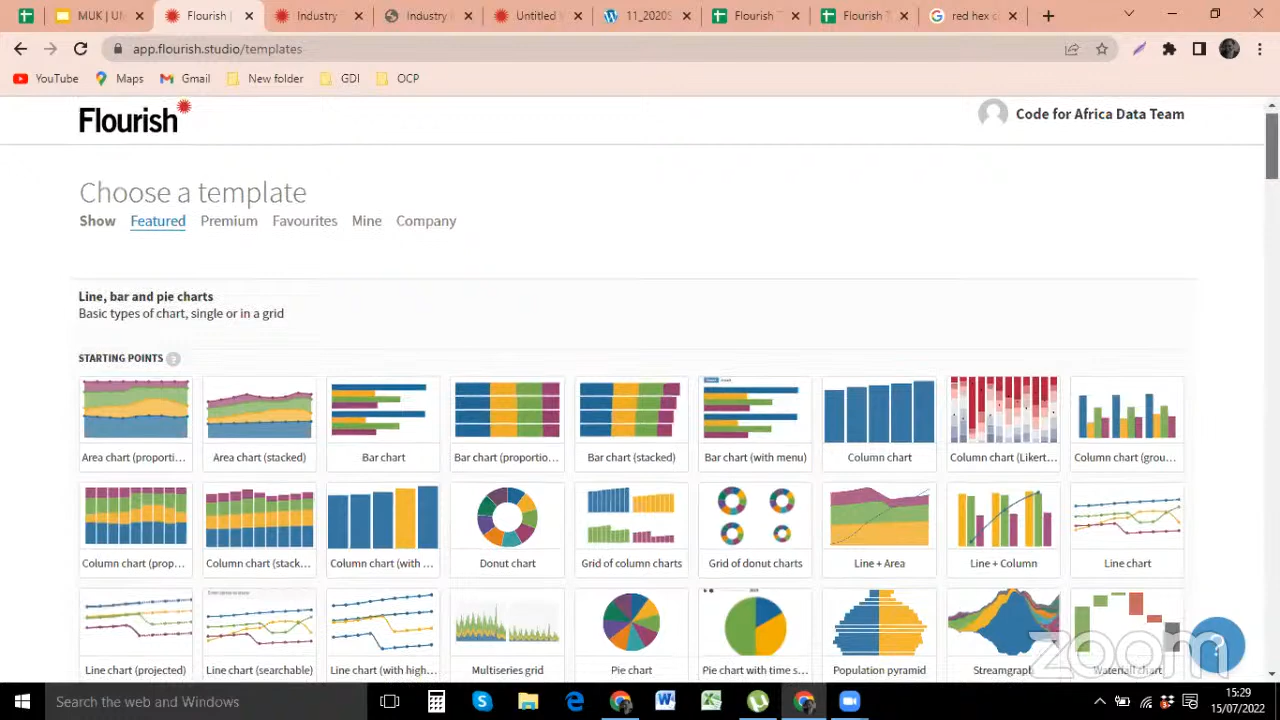 MUK | U
Flourish
Industry
Industry
Untitled
11_2020
Flourish
Flourish
red hex c
app.flourish.studio/templates
YouTube
Maps
Gmail
New folder
GDI
OCP
Flourish
Code for Africa Data Team
Choose a template
Show Featured Premium Favourites Mine Company
Line, bar and pie charts
Basic types of chart, single or in a grid
STARTING POINTS ?
Area chart (proporti...
Area chart (stacked)
Bar chart
Bar chart (proportio...
Bar chart (stacked)
Bar chart (with menu)
Column chart
Column chart (Likert...
Column chart (grou...
Column chart (prop...
Column chart (stack...
Column chart (with ...
Donut chart
Grid of column charts
Grid of donut charts
Line + Area
Line + Column
Line chart
Line chart (projected)
Line chart (searchable)
Line chart (with high...
Multiseries grid
Pie chart
Pie chart with time s...
Population pyramid
Streamgraph
Waterfall chart
zoom
?
Search the web and Windows
15:29
15/07/2022